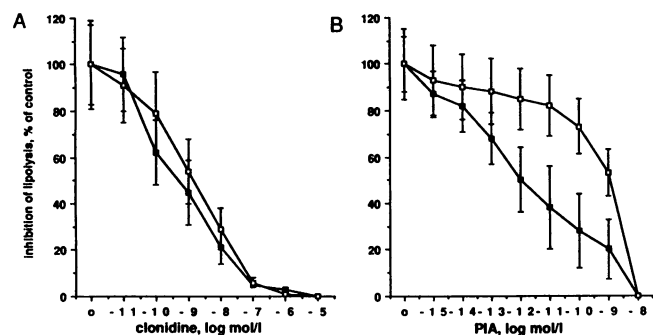 A
B
inhibition of lipolysis, % of control
120
100
80
60
40
20
0
o -11 -10 -9 -8 -7 -6 -5
clonidine, log mol/l
120
100
80
60
40
20
0
o -15 -14 -13 -12 -11 -10 -9 -8
PIA, log mol/l